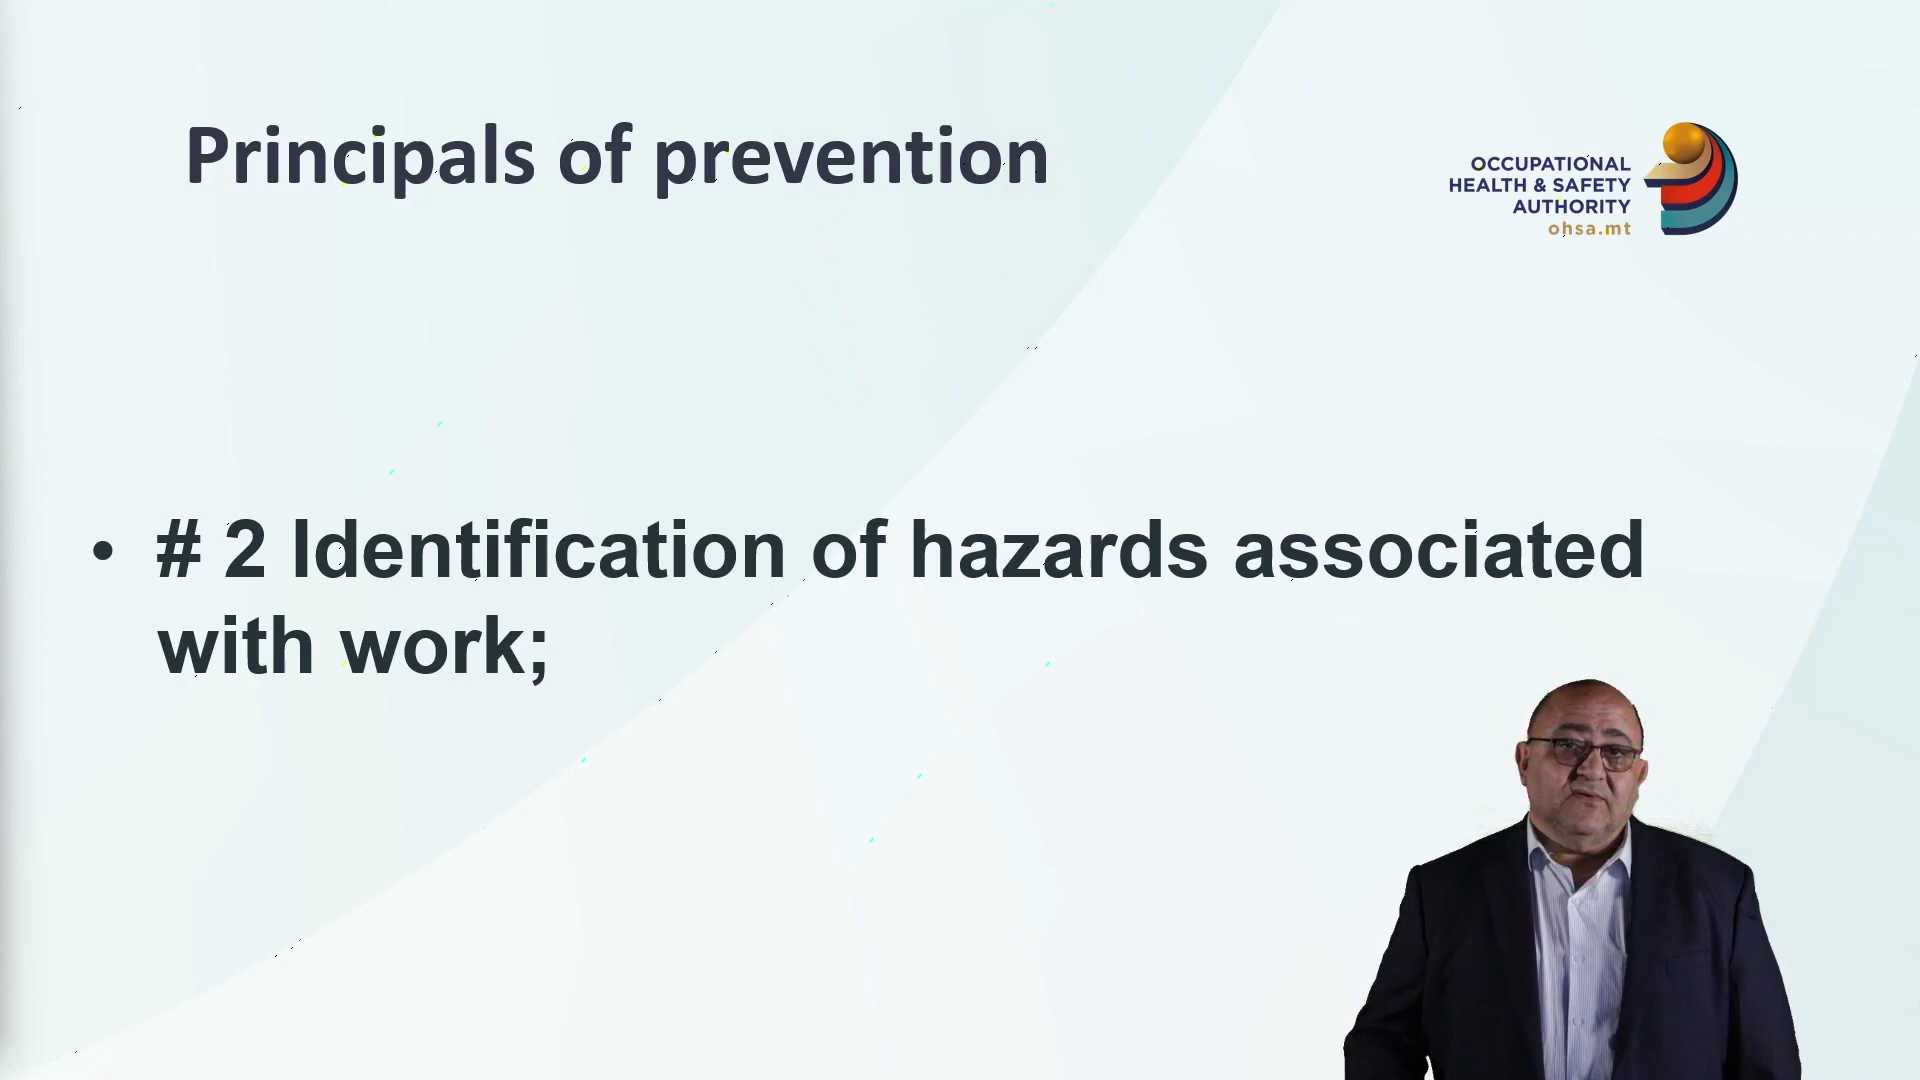 Principals of prevention
OCCUPATIONAL
HEALTH & SAFETY
AUTHORITY
ohsa.mt
• # 2 Identification of hazards associated
with work;